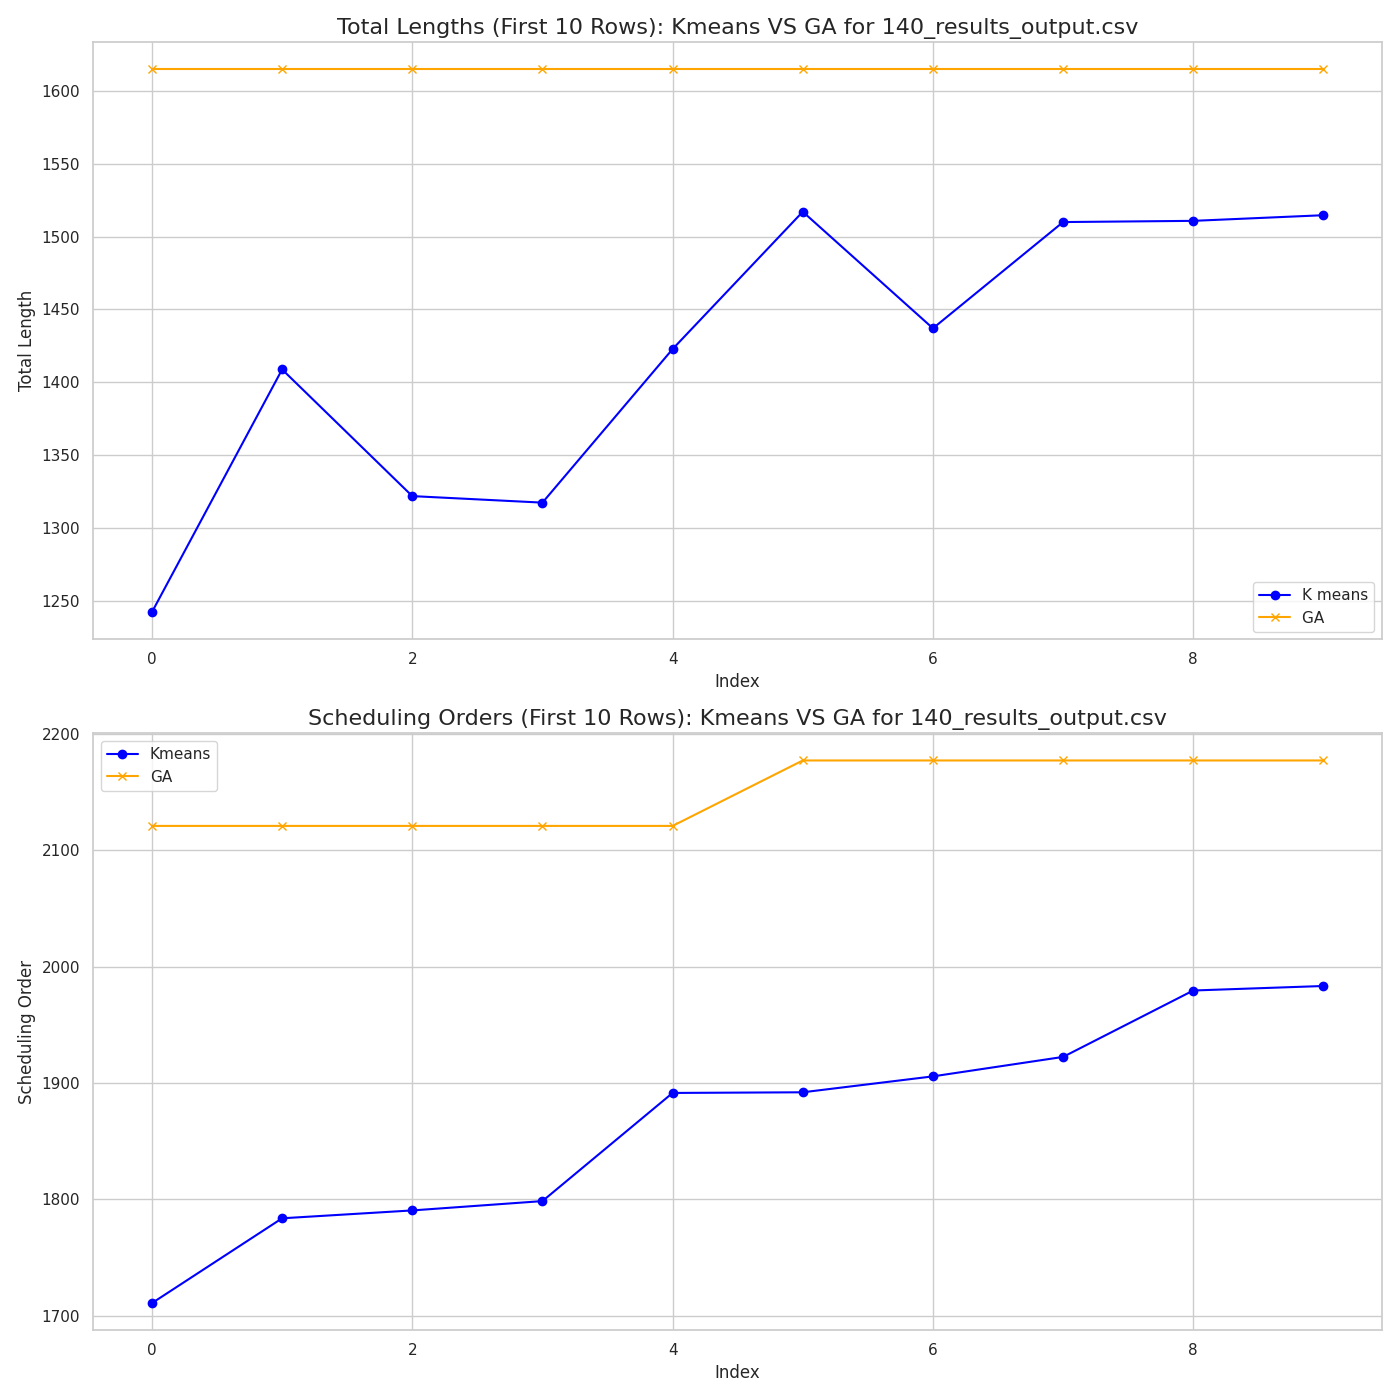 Total Lengths (First 10 Rows): Kmeans VS GA for 140_results_output.csv
1600
1550
1500
1450
1400
1350
1300
1250
Total Length
K means
GA
0 2 4 6 8
Index
Scheduling Orders (First 10 Rows): Kmeans VS GA for 140_results_output.csv
Kmeans
GA
2200
2100
2000
1900
1800
1700
Scheduling Order
0 2 4 6 8
Index